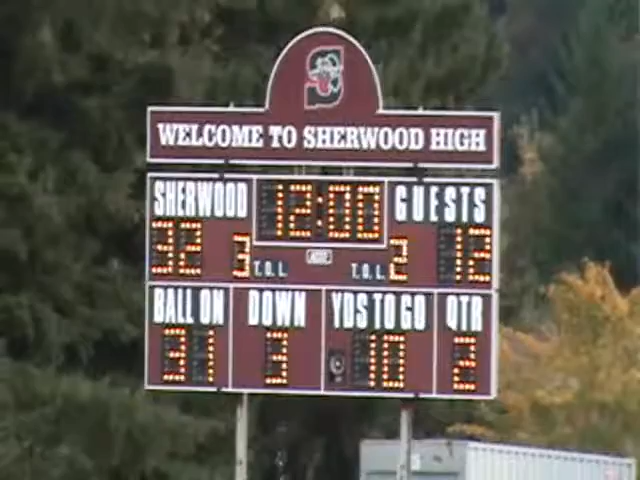 S
WELCOME TO SHERWOOD HIGH
SHERWOOD 12:00 GUESTS
32 3 T.O.L. T.O.L. 2 12
BALL ON DOWN YDS TO GO QTR
31 3 10 2